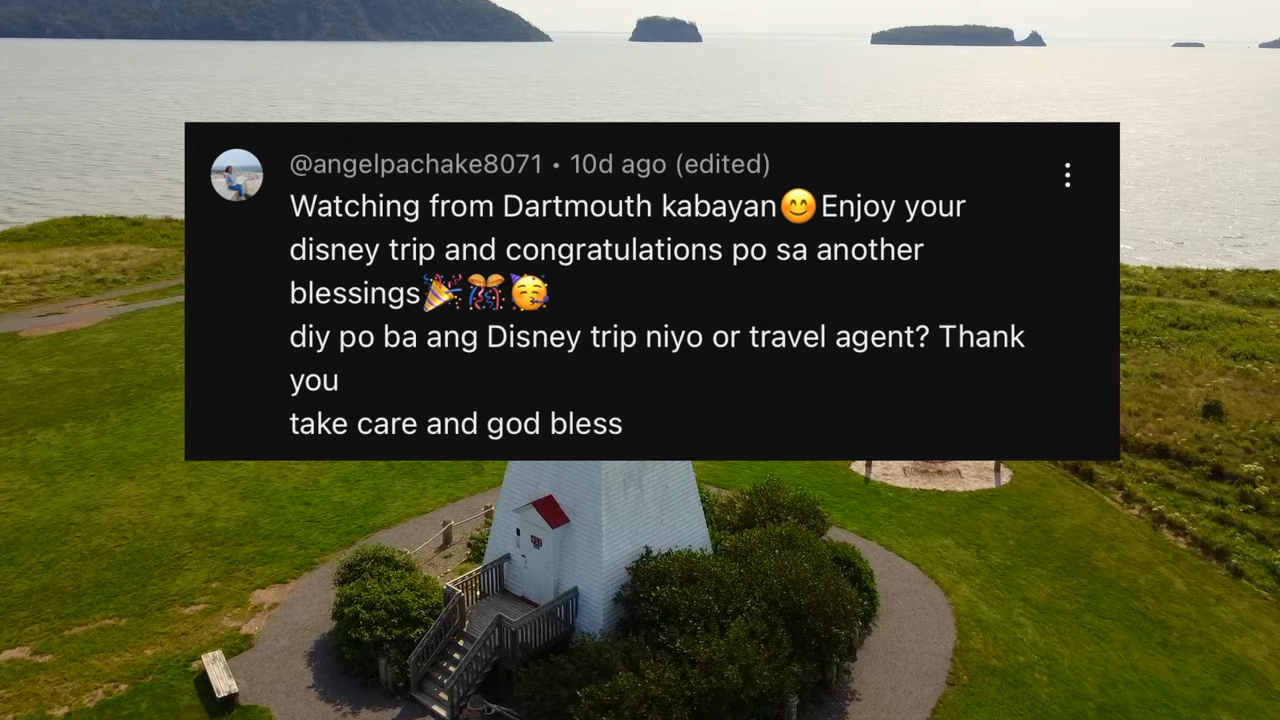 @angelpachake8071 • 10d ago (edited)
Watching from Dartmouth kabayan😊Enjoy your
disney trip and congratulations po sa another
blessings🎉🎊🥳
diy po ba ang Disney trip niyo or travel agent? Thank
you
take care and god bless